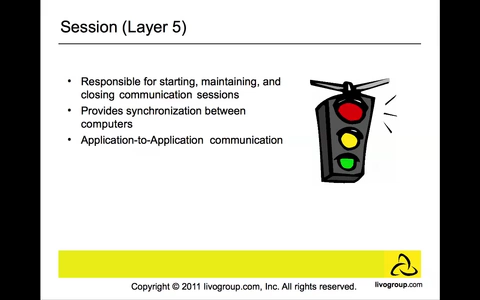 Session (Layer 5)
• Responsible for starting, maintaining, and
closing communication sessions
• Provides synchronization between
computers
• Application-to-Application communication
livogroup.com
Copyright © 2011 livogroup.com, Inc. All rights reserved.